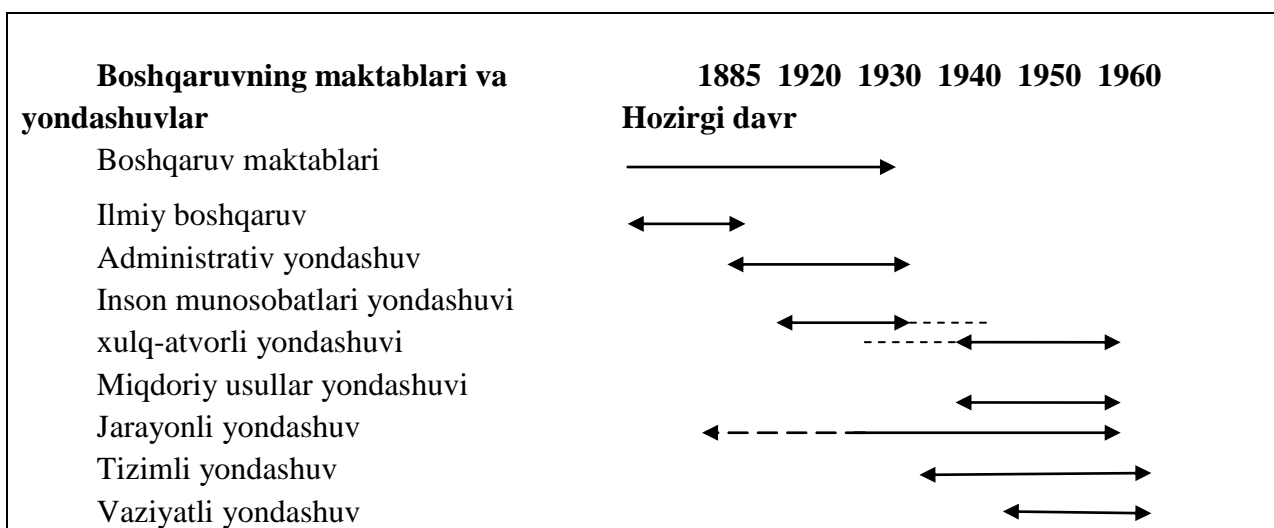 Boshqaruvning maktablari va 1885 1920 1930 1940 1950 1960
yondashuvlar Hozirgi davr
Boshqaruv maktablari
Ilmiy boshqaruv
Administrativ yondashuv
Inson munosobatlari yondashuvi
xulq-atvorli yondashuvi
Miqdoriy usullar yondashuvi
Jarayonli yondashuv
Tizimli yondashuv
Vaziyatli yondashuv